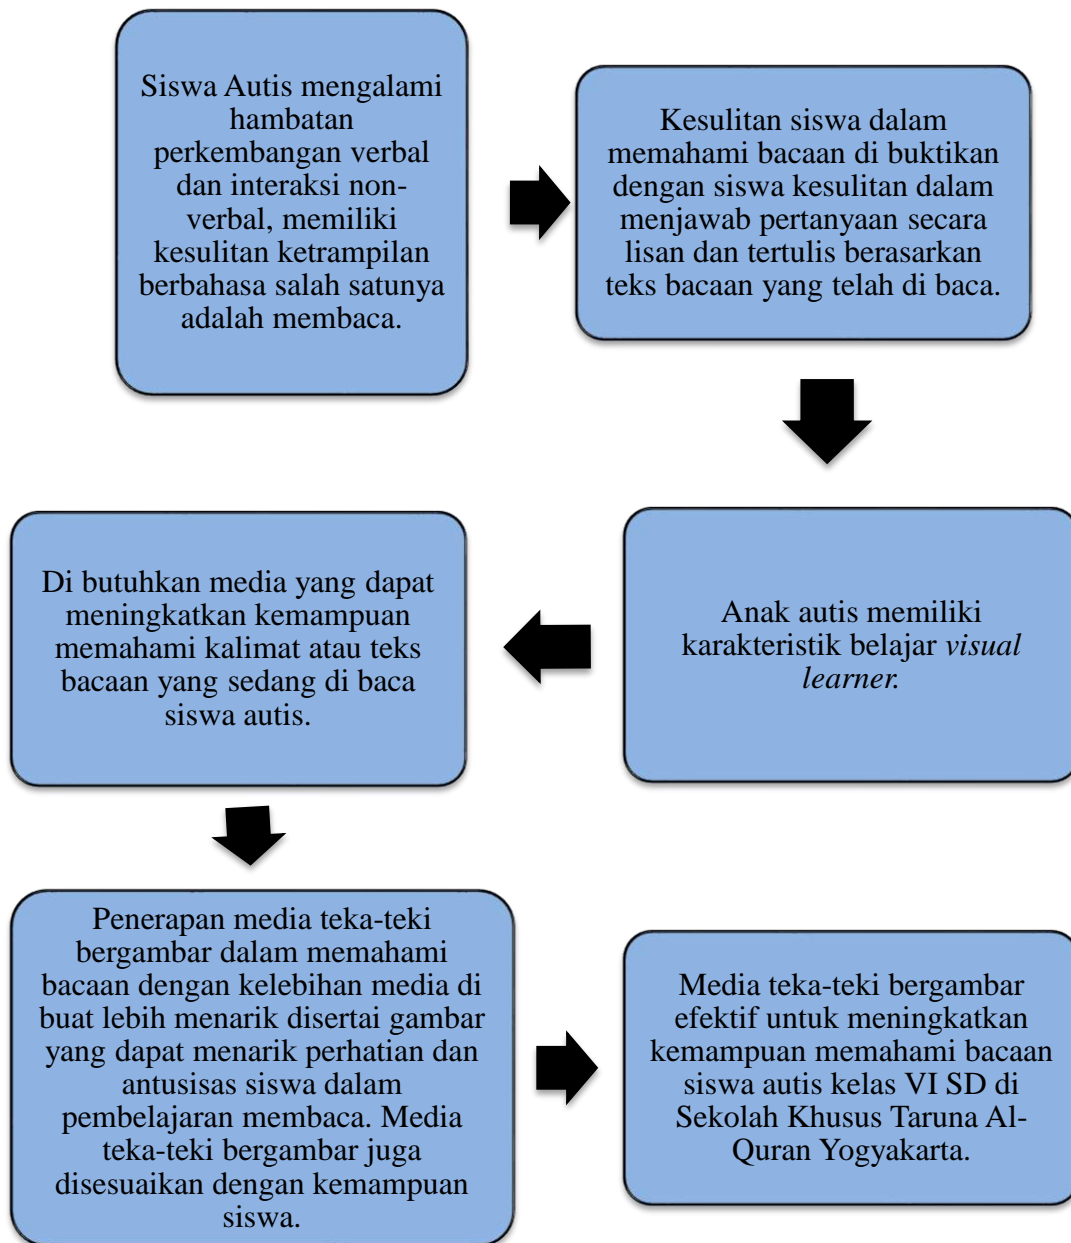 Siswa Autis mengalami
hambatan
perkembangan verbal
dan interaksi non-
verbal, memiliki
kesulitan ketrampilan
berbahasa salah satunya
adalah membaca.
Kesulitan siswa dalam
memahami bacaan di buktikan
dengan siswa kesulitan dalam
menjawab pertanyaan secara
lisan dan tertulis berasarkan
teks bacaan yang telah di baca.
Anak autis memiliki
karakteristik belajar visual
learner.
Di butuhkan media yang dapat
meningkatkan kemampuan
memahami kalimat atau teks
bacaan yang sedang di baca
siswa autis.
Penerapan media teka-teki
bergambar dalam memahami
bacaan dengan kelebihan media di
buat lebih menarik disertai gambar
yang dapat menarik perhatian dan
antusisas siswa dalam
pembelajaran membaca. Media
teka-teki bergambar juga
disesuaikan dengan kemampuan
siswa.
Media teka-teki bergambar
efektif untuk meningkatkan
kemampuan memahami bacaan
siswa autis kelas VI SD di
Sekolah Khusus Taruna Al-
Quran Yogyakarta.